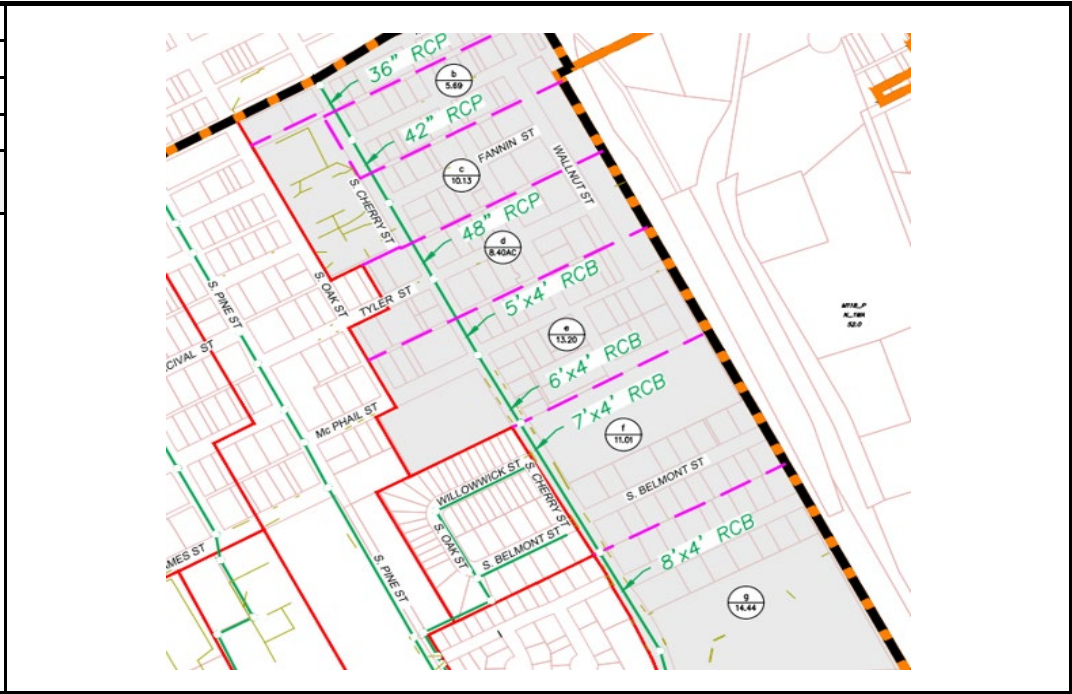 36" RCP
b
5.69
42" RCP
FANNIN ST
WALLNUT ST
c
10.13
S. CHERRY ST
48" RCP
d
8.40AC
S. PINE ST
S. OAK ST
TYLER ST
5'x4' RCB
e
13.20
CIVAL ST
6'x4' RCB
7'x4' RCB
Mc PHAIL ST
f
11.01
WILLOWWICK ST
S. CHERRY ST
S. BELMONT ST
S. OAK ST
S. BELMONT ST
8'x4' RCB
MES ST
S. PINE ST
g
14.44
52.0